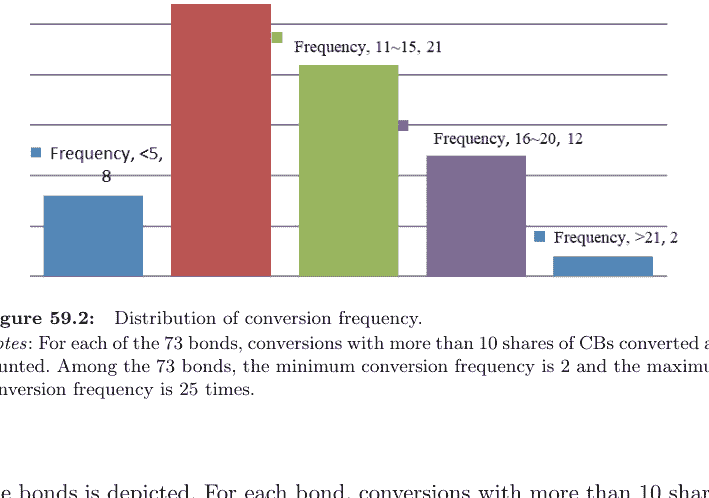 Frequency, 11~15, 21
Frequency, 16~20, 12
Frequency, <5,
8
Frequency, >21, 2
gure 59.2: Distribution of conversion frequency.
otes: For each of the 73 bonds, conversions with more than 10 shares of CBs converted a
unted. Among the 73 bonds, the minimum conversion frequency is 2 and the maximu
nversion frequency is 25 times.
e bonds is depicted. For each bond, conversions with more than 10 shar